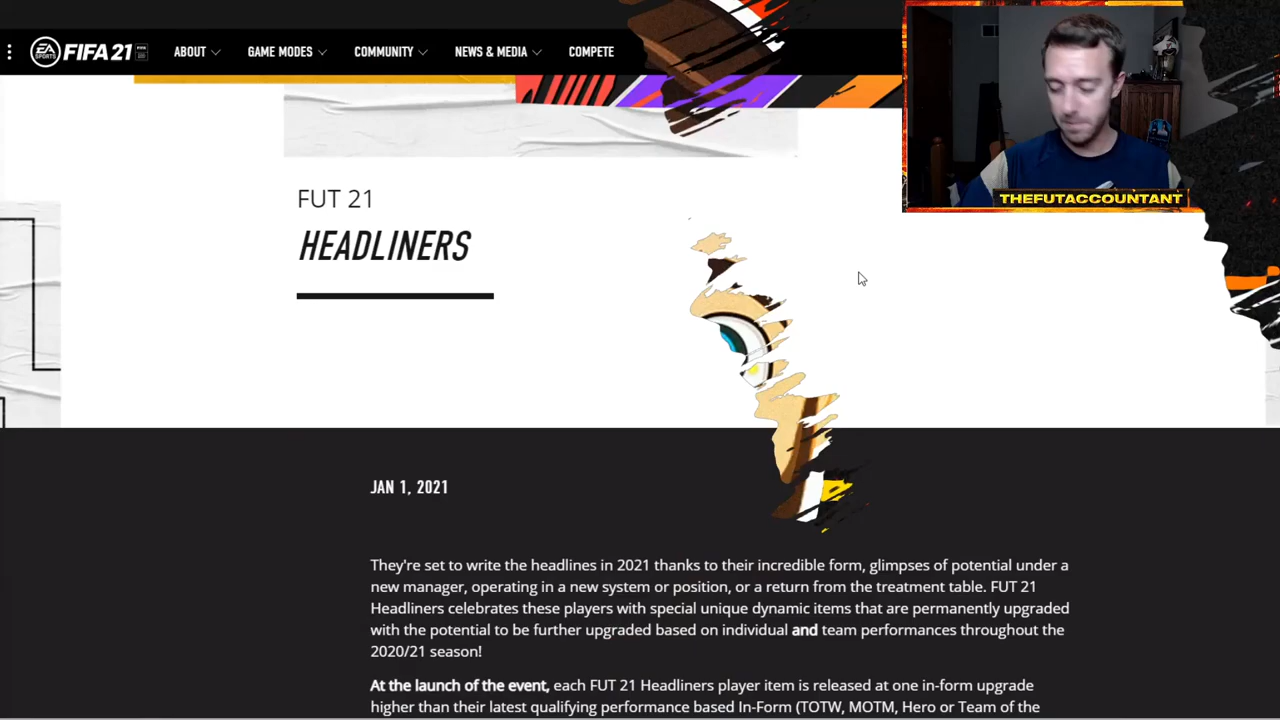 EA SPORTS FIFA 21 ABOUT GAME MODES COMMUNITY NEWS & MEDIA COMPETE
THEFUTACCOUNTANT
FUT 21
HEADLINERS
JAN 1, 2021
They're set to write the headlines in 2021 thanks to their incredible form, glimpses of potential under a
new manager, operating in a new system or position, or a return from the treatment table. FUT 21
Headliners celebrates these players with special unique dynamic items that are permanently upgraded
with the potential to be further upgraded based on individual and team performances throughout the
2020/21 season!
At the launch of the event, each FUT 21 Headliners player item is released at one in-form upgrade
higher than their latest qualifying performance based In-Form (TOTW, MOTM, Hero or Team of the